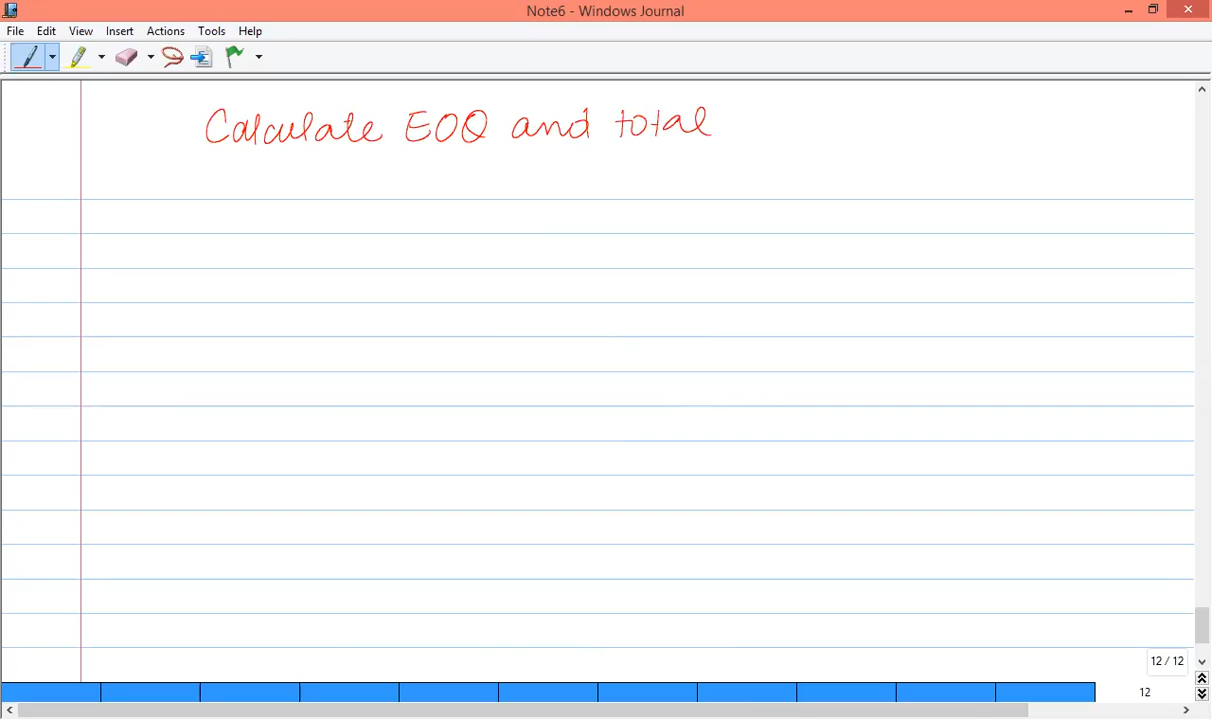 Note6 - Windows Journal
File Edit View Insert Actions Tools Help
Calculate EOQ and total
12 / 12
12